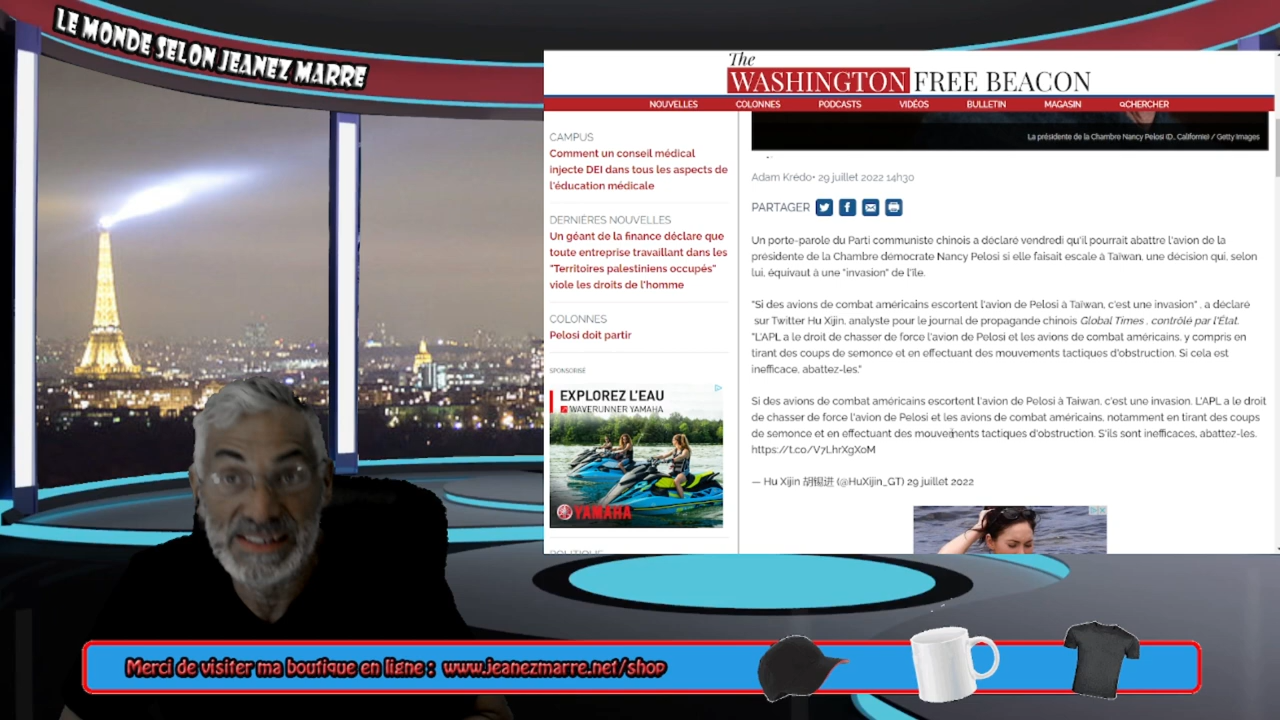 LE MONDE SELON JEANEZ MARRE
The
WASHINGTON FREE BEACON
NOUVELLES COLONNES PODCASTS VIDÉOS BULLETIN MAGASIN CHERCHER
CAMPUS
Comment un conseil médical
injecte DEI dans tous les aspects de
l'éducation médicale
DERNIÈRES NOUVELLES
Un géant de la finance déclare que
toute entreprise travaillant dans les
"Territoires palestiniens occupés"
viole les droits de l'homme
COLONNES
Pelosi doit partir
SPONSORISÉ
EXPLOREZ L'EAU
WAVERUNNER YAMAHA
YAMAHA
La présidente de la Chambre Nancy Pelosi (D., Californie) / Getty Images
Adam Krédo• 29 juillet 2022 14h30
PARTAGER
Un porte-parole du Parti communiste chinois a déclaré vendredi qu'il pourrait abattre l'avion de la
présidente de la Chambre démocrate Nancy Pelosi si elle faisait escale à Taïwan, une décision qui, selon
lui, équivaut à une "invasion" de l'île.
"Si des avions de combat américains escortent l'avion de Pelosi à Taïwan, c'est une invasion" , a déclaré
sur Twitter Hu Xijin, analyste pour le journal de propagande chinois Global Times , contrôlé par l'État.
"L'APL a le droit de chasser de force l'avion de Pelosi et les avions de combat américains, y compris en
tirant des coups de semonce et en effectuant des mouvements tactiques d'obstruction. Si cela est
inefficace, abattez-les."
Si des avions de combat américains escortent l'avion de Pelosi à Taïwan, c'est une invasion. L'APL a le droit
de chasser de force l'avion de Pelosi et les avions de combat américains, notamment en tirant des coups
de semonce et en effectuant des mouvements tactiques d'obstruction. S'ils sont inefficaces, abattez-les.
https://t.co/V7LhrXgXoM
— Hu Xijin 胡锡进 (@HuXijin_GT) 29 juillet 2022
Merci de visiter ma boutique en ligne : www.jeanezmarre.net/shop